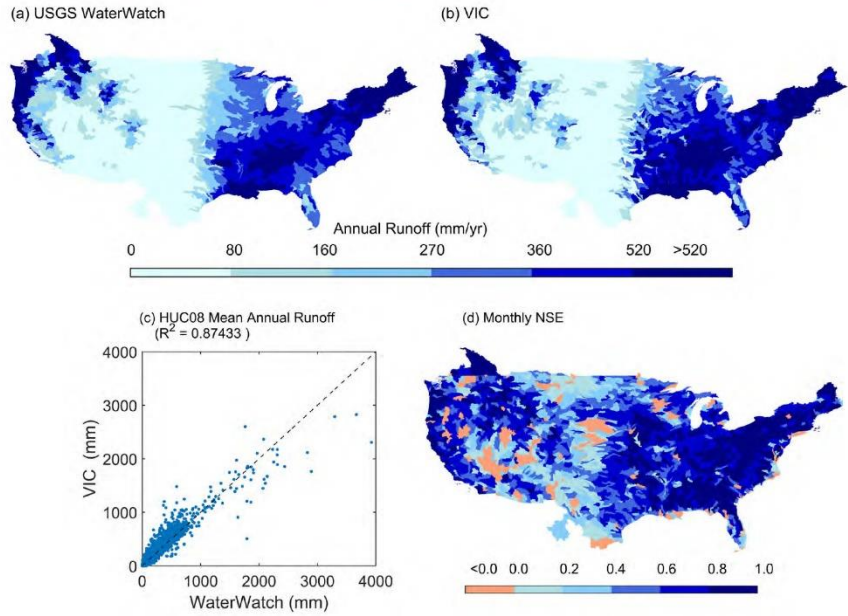 (a) USGS WaterWatch
(b) VIC
Annual Runoff (mm/yr)
0 80 160 270 360 520 >520
(c) HUC08 Mean Annual Runoff
(R² = 0.87433 )
4000
3000
2000
1000
0
VIC (mm)
0 1000 2000 3000 4000
WaterWatch (mm)
(d) Monthly NSE
<0.0 0.0 0.2 0.4 0.6 0.8 1.0